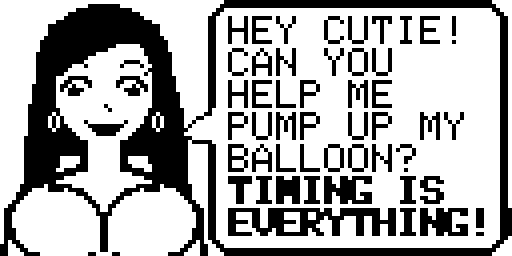 HEY CUTIE!
CAN YOU
HELP ME
PUMP UP MY
BALLOON?
TIMING IS
EVERYTHING!